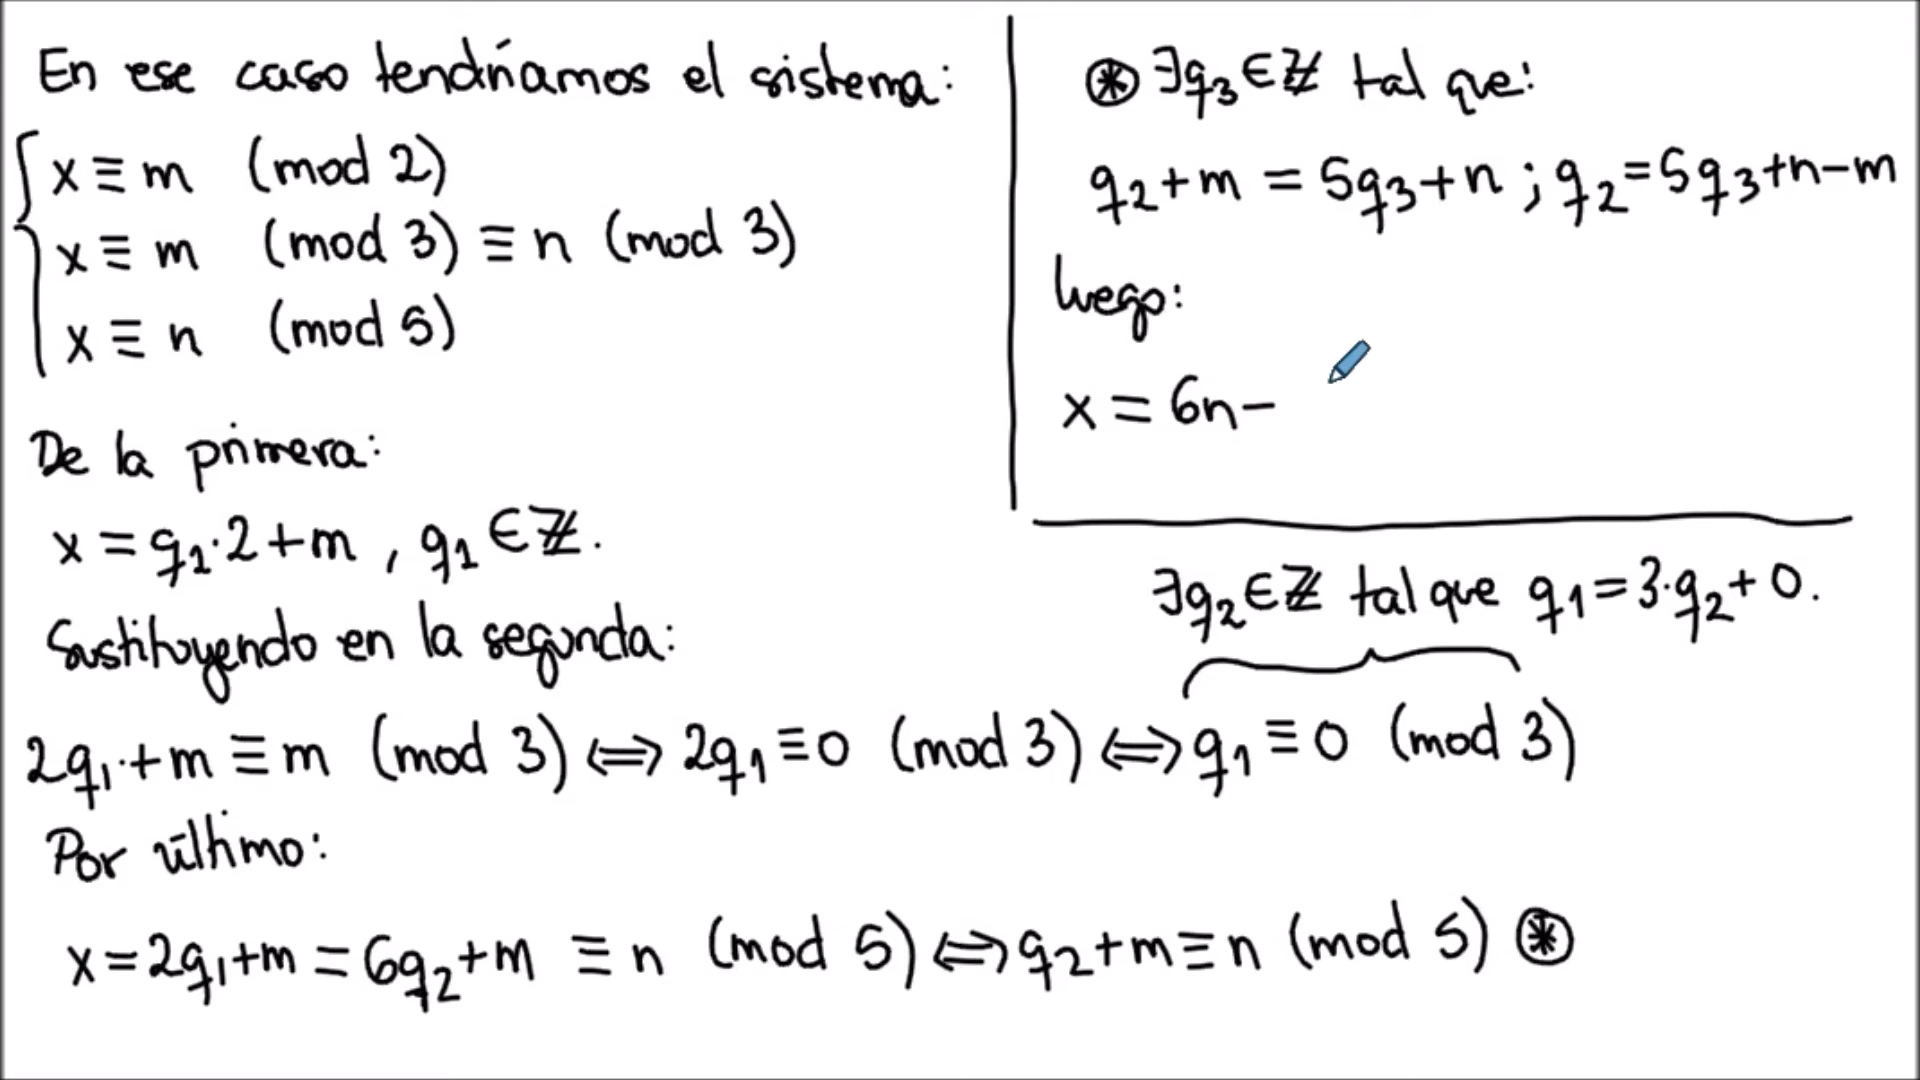 En ese caso tendríamos el sistema:
x ≡ m (mod 2)
x ≡ m (mod 3) ≡ n (mod 3)
x ≡ n (mod 5)
De la primera:
x = q₁·2 + m , q₁ ∈ ℤ.
Sustituyendo en la segunda:
2q₁·+m ≡ m (mod 3) ⟺ 2q₁ ≡ 0 (mod 3) ⟺ q₁ ≡ 0 (mod 3)
∃q₂ ∈ ℤ tal que q₁ = 3·q₂ + 0.
Por último:
x = 2q₁+m = 6q₂+m ≡ n (mod 5) ⟺ q₂+m ≡ n (mod 5) ⊛
⊛ ∃q₃ ∈ ℤ tal que:
q₂+m = 5q₃+n ; q₂ = 5q₃+n−m
luego:
x = 6n−